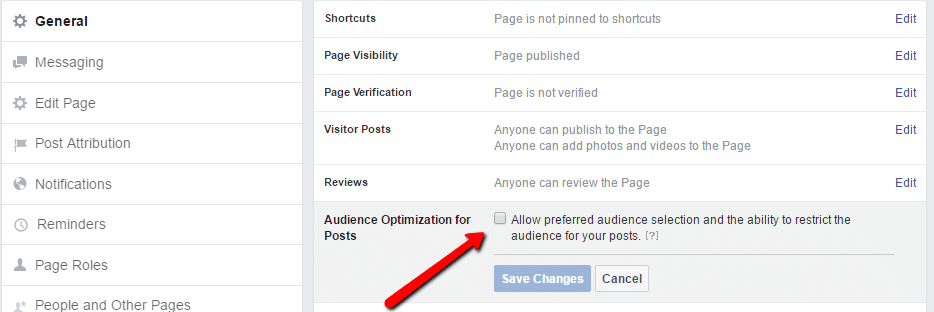 General
Messaging
Edit Page
Post Attribution
Notifications
Reminders
Page Roles
People and Other Pages
Shortcuts Page is not pinned to shortcuts Edit
Page Visibility Page published Edit
Page Verification Page is not verified Edit
Visitor Posts Anyone can publish to the Page Edit
Anyone can add photos and videos to the Page
Reviews Anyone can review the Page Edit
Audience Optimization for Allow preferred audience selection and the ability to restrict the
Posts audience for your posts. [?]
Save Changes Cancel